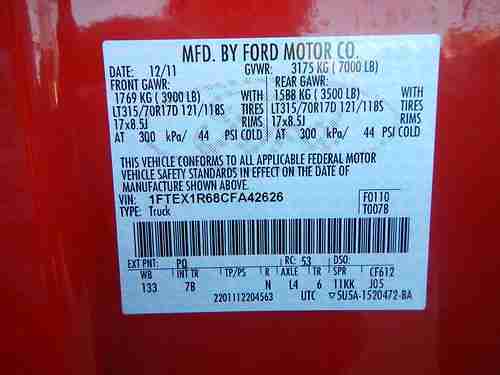 MFD. BY FORD MOTOR CO.
DATE: 12/11 GVWR: 3175 KG (7000 LB)
FRONT GAWR: REAR GAWR:
1769 KG (3900 LB) WITH 1588 KG (3500 LB) WITH
LT315/70R17D 121/118S TIRES LT315/70R17D 121/118S TIRES
17x8.5J RIMS 17x8.5J RIMS
AT 300 kPa/ 44 PSI COLD AT 300 kPa/ 44 PSI COLD
THIS VEHICLE CONFORMS TO ALL APPLICABLE FEDERAL MOTOR
VEHICLE SAFETY STANDARDS IN EFFECT ON THE DATE OF
MANUFACTURE SHOWN ABOVE.
VIN: 1FTEX1R68CFA42626 F0110
TYPE: Truck T007B
EXT PNT: PQ RC: 53 DSO:
WB INT TR TP/PS R AXLE TR SPR CF612
133 7B N L4 6 11KK J05
2201112204563 UTC 5U5A-1520472-BA